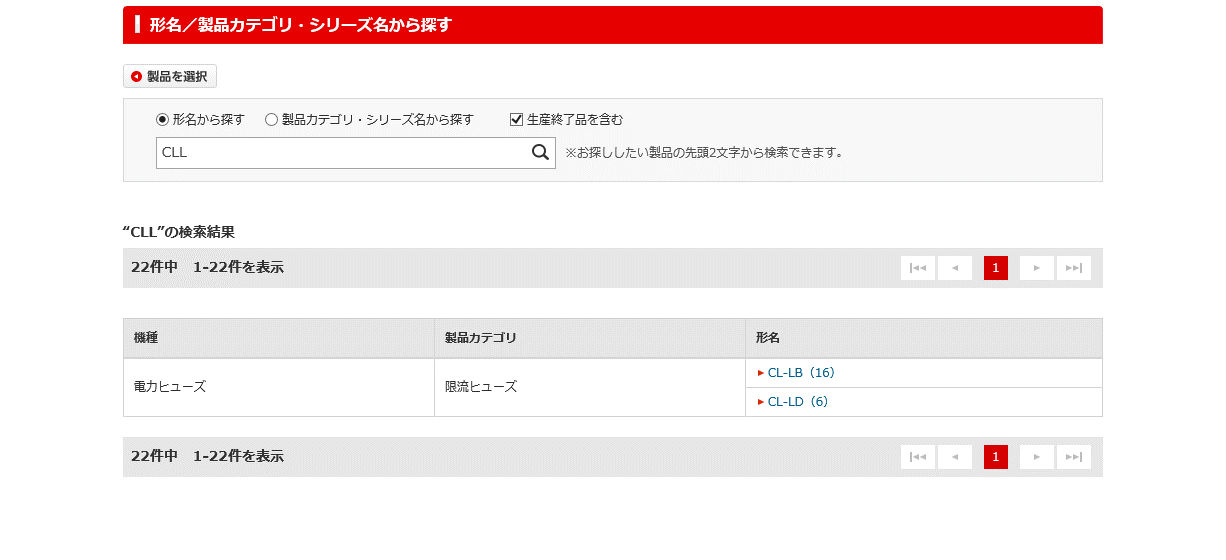 形名／製品カテゴリ・シリーズ名から探す
製品を選択
形名から探す 製品カテゴリ・シリーズ名から探す 生産終了品を含む
CLL ※お探ししたい製品の先頭2文字から検索できます。
“CLL”の検索結果
22件中 1-22件を表示 1
機種 製品カテゴリ 形名
電力ヒューズ 限流ヒューズ CL-LB（16）
CL-LD（6）
22件中 1-22件を表示 1